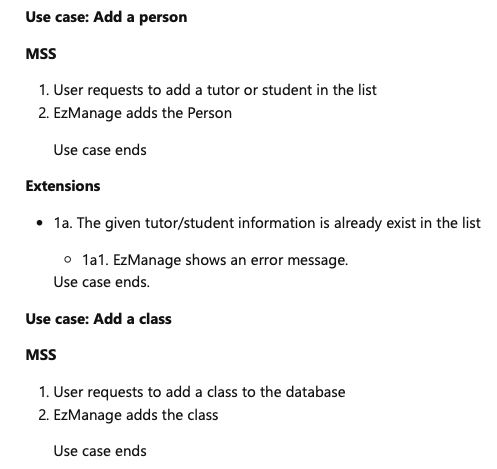 Use case: Add a person
MSS
1. User requests to add a tutor or student in the list
2. EzManage adds the Person
Use case ends
Extensions
• 1a. The given tutor/student information is already exist in the list
○ 1a1. EzManage shows an error message.
Use case ends.
Use case: Add a class
MSS
1. User requests to add a class to the database
2. EzManage adds the class
Use case ends